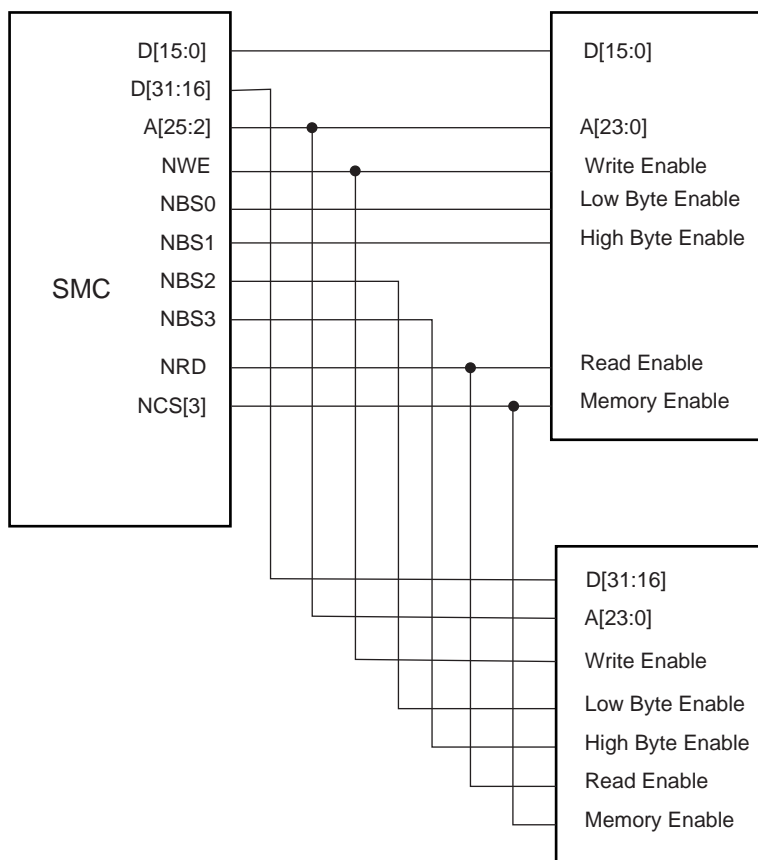 D[15:0]
D[31:16]
A[25:2]
NWE
NBS0
NBS1
NBS2
NBS3
NRD
NCS[3]
SMC
D[15:0]
A[23:0]
Write Enable
Low Byte Enable
High Byte Enable
Read Enable
Memory Enable
D[31:16]
A[23:0]
Write Enable
Low Byte Enable
High Byte Enable
Read Enable
Memory Enable